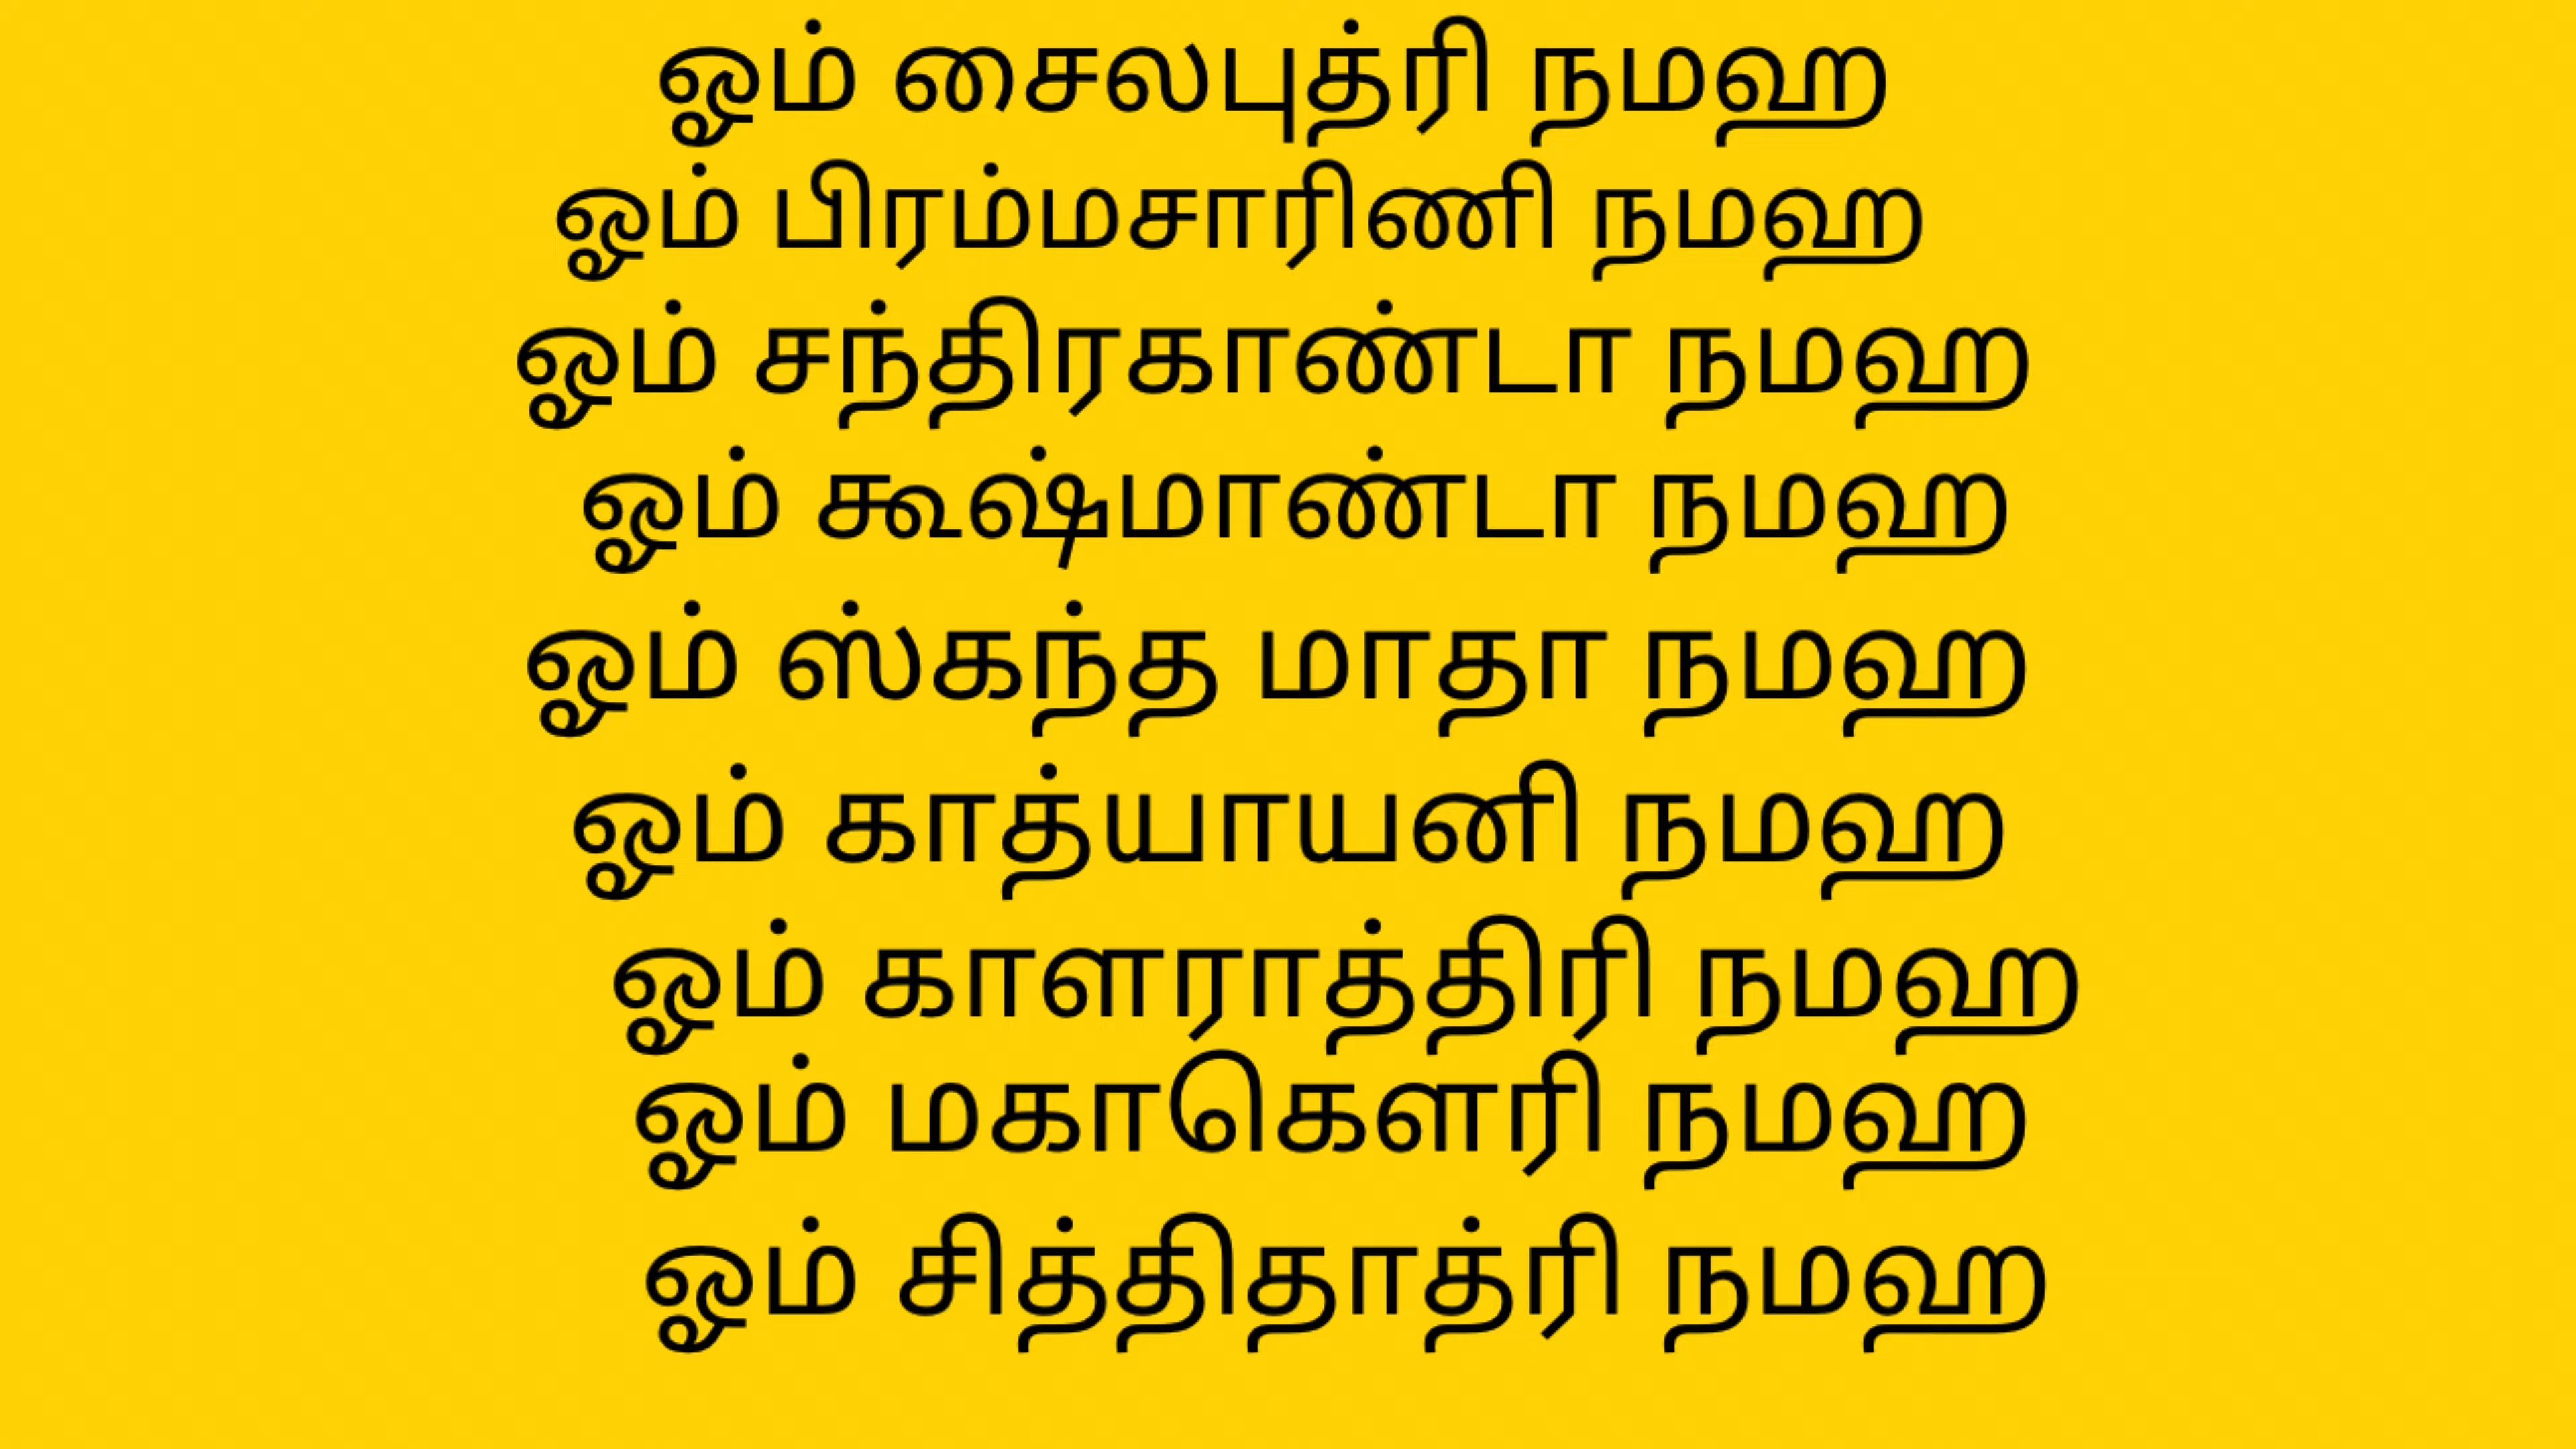 ஓம் சைலபுத்ரி நமஹ
ஓம் பிரம்மசாரிணி நமஹ
ஓம் சந்திரகாண்டா நமஹ
ஓம் கூஷ்மாண்டா நமஹ
ஓம் ஸ்கந்த மாதா நமஹ
ஓம் காத்யாயனி நமஹ
ஓம் காளராத்திரி நமஹ
ஓம் மகாகௌரி நமஹ
ஓம் சித்திதாத்ரி நமஹ